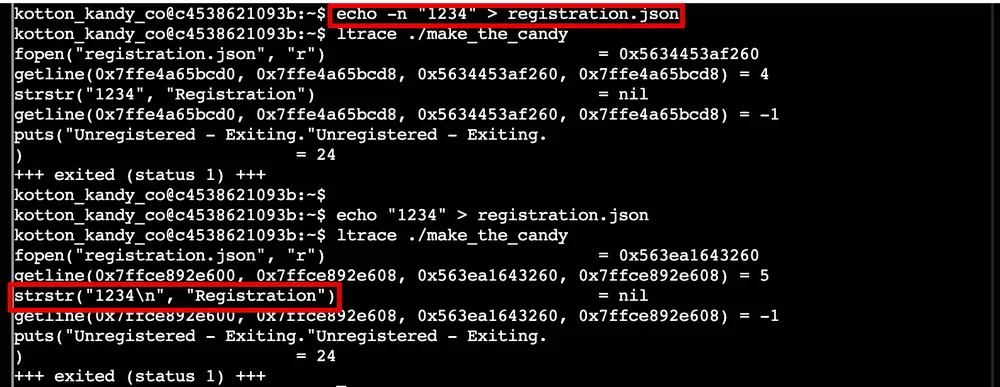 kotton_kandy_co@c4538621093b:~$ echo -n "1234" > registration.json
kotton_kandy_co@c4538621093b:~$ ltrace ./make_the_candy
fopen("registration.json", "r")                  = 0x5634453af260
getline(0x7ffe4a65bcd0, 0x7ffe4a65bcd8, 0x5634453af260, 0x7ffe4a65bcd8) = 4
strstr("1234", "Registration")                   = nil
getline(0x7ffe4a65bcd0, 0x7ffe4a65bcd8, 0x5634453af260, 0x7ffe4a65bcd8) = -1
puts("Unregistered - Exiting."Unregistered - Exiting.
)                          = 24
+++ exited (status 1) +++
kotton_kandy_co@c4538621093b:~$
kotton_kandy_co@c4538621093b:~$ echo "1234" > registration.json
kotton_kandy_co@c4538621093b:~$ ltrace ./make_the_candy
fopen("registration.json", "r")                  = 0x563ea1643260
getline(0x7ffce892e600, 0x7ffce892e608, 0x563ea1643260, 0x7ffce892e608) = 5
strstr("1234\n", "Registration")                 = nil
getline(0x7ffce892e600, 0x7ffce892e608, 0x563ea1643260, 0x7ffce892e608) = -1
puts("Unregistered - Exiting."Unregistered - Exiting.
)                          = 24
+++ exited (status 1) +++